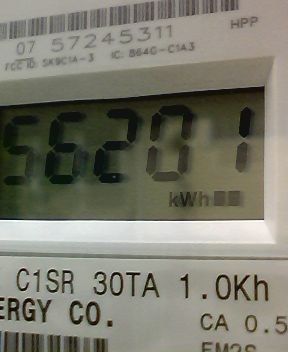 HPP
07 57245311
FCC ID: SK9C1A-3 IC: 864G-C1A3
56201
kWh
C1SR 30TA 1.0Kh
ERGY CO.
CA 0.5
EM2S